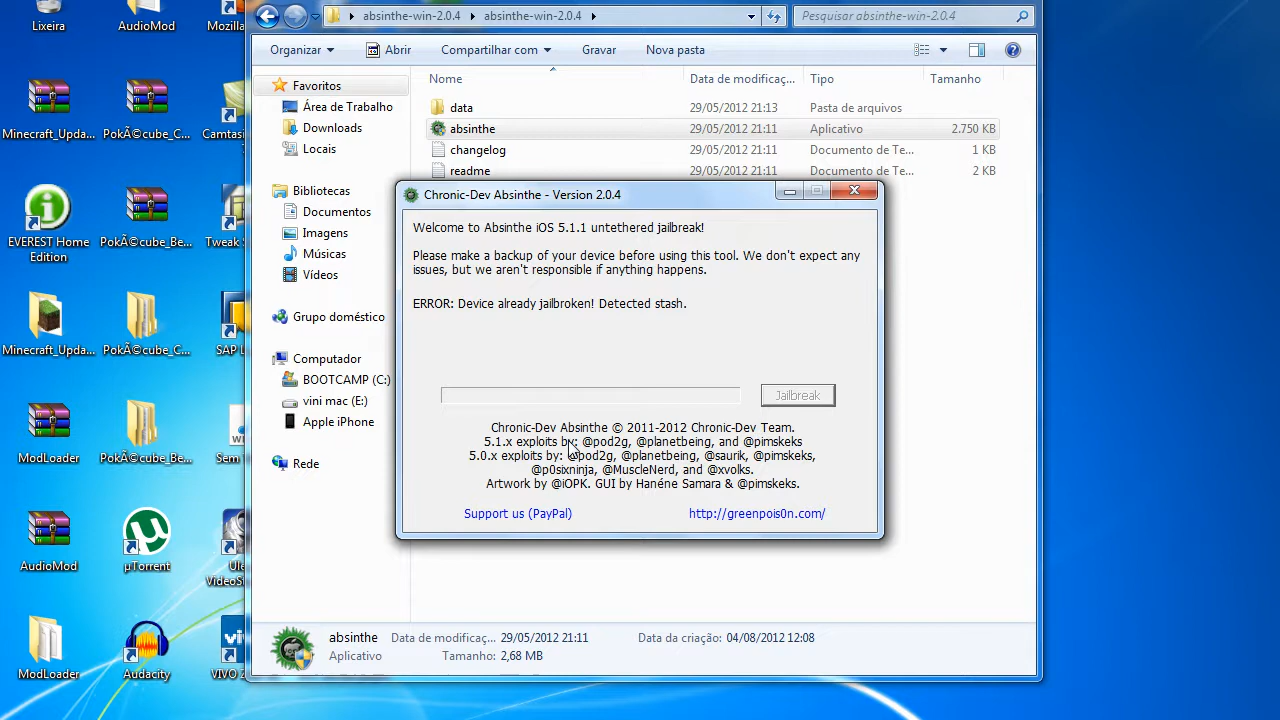 Lixeira
AudioMod
Mozill
Minecraft_Upda...
PokÃ©cube_C...
Camtas
EVEREST Home
Edition
PokÃ©cube_Be...
Tweak S
Minecraft_Upda...
PokÃ©cube_C...
SAP L
ModLoader
PokÃ©cube_Be...
Sem
AudioMod
µTorrent
VideoS
ModLoader
Audacity
VIVO
absinthe-win-2.0.4
absinthe-win-2.0.4
Pesquisar absinthe-win-2.0.4
Organizar
Abrir
Compartilhar com
Gravar
Nova pasta
Favoritos
Área de Trabalho
Downloads
Locais
Bibliotecas
Documentos
Imagens
Músicas
Vídeos
Grupo doméstico
Computador
BOOTCAMP (C:)
vini mac (E:)
Apple iPhone
Rede
Nome Data de modificaç... Tipo Tamanho
data 29/05/2012 21:13 Pasta de arquivos
absinthe 29/05/2012 21:11 Aplicativo 2.750 KB
changelog 29/05/2012 21:11 Documento de Te... 1 KB
readme 29/05/2012 21:11 Documento de Te... 2 KB
Chronic-Dev Absinthe - Version 2.0.4
Welcome to Absinthe iOS 5.1.1 untethered jailbreak!
Please make a backup of your device before using this tool. We don't expect any
issues, but we aren't responsible if anything happens.
ERROR: Device already jailbroken! Detected stash.
Jailbreak
Chronic-Dev Absinthe © 2011-2012 Chronic-Dev Team.
5.1.x exploits by: @pod2g, @planetbeing, and @pimskeks
5.0.x exploits by: @pod2g, @planetbeing, @saurik, @pimskeks,
@p0sixninja, @MuscleNerd, and @xvolks.
Artwork by @iOPK. GUI by Hanéne Samara & @pimskeks.
Support us (PayPal)
http://greenpois0n.com/
absinthe Data de modificaç... 29/05/2012 21:11 Data da criação: 04/08/2012 12:08
Aplicativo Tamanho: 2,68 MB